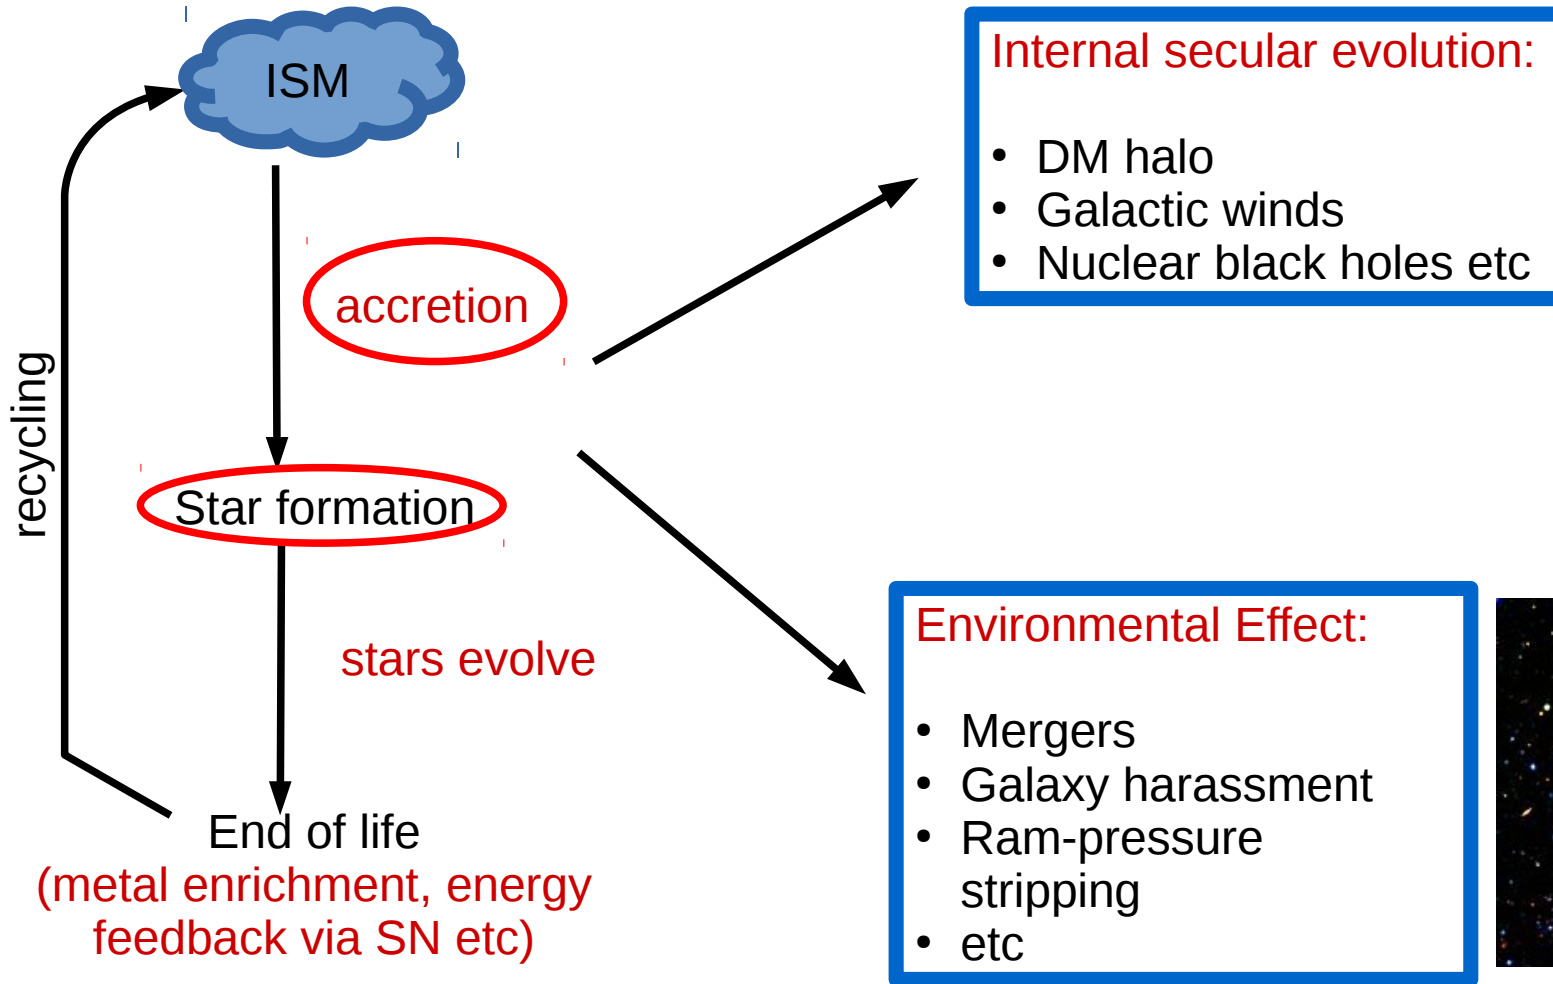 ISM
accretion
recycling
Star formation
stars evolve
End of life
(metal enrichment, energy
feedback via SN etc)
Internal secular evolution:
• DM halo
• Galactic winds
• Nuclear black holes etc
Environmental Effect:
• Mergers
• Galaxy harassment
• Ram-pressure
stripping
• etc